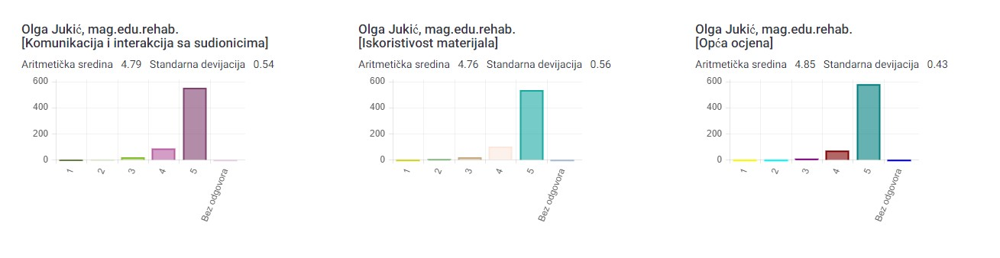 Olga Jukić, mag.edu.rehab.
[Komunikacija i interakcija sa sudionicima]
Aritmetička sredina 4.79 Standarna devijacija 0.54
600
400
200
0
1
2
3
4
5
Bez odgovora
Olga Jukić, mag.edu.rehab.
[Iskoristivost materijala]
Aritmetička sredina 4.76 Standarna devijacija 0.56
600
400
200
0
1
2
3
4
5
Bez odgovora
Olga Jukić, mag.edu.rehab.
[Opća ocjena]
Aritmetička sredina 4.85 Standarna devijacija 0.43
600
400
200
0
1
2
3
4
5
Bez odgovora